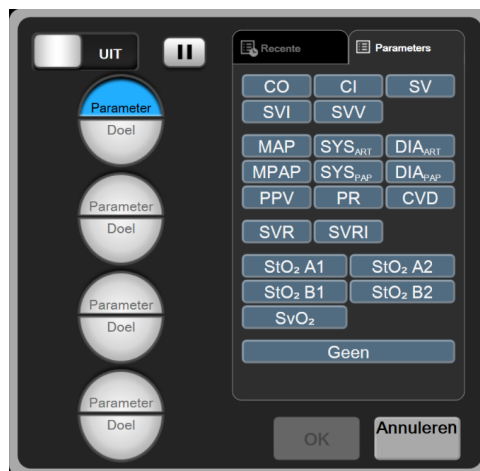 UIT
Recente
Parameters
Parameter
Doel
Parameter
Doel
Parameter
Doel
Parameter
Doel
CO CI SV
SVI SVV
MAP SYSART DIAART
MPAP SYSPAP DIAPAP
PPV PR CVD
SVR SVRI
StO₂ A1 StO₂ A2
StO₂ B1 StO₂ B2
SvO₂
Geen
OK
Annuleren